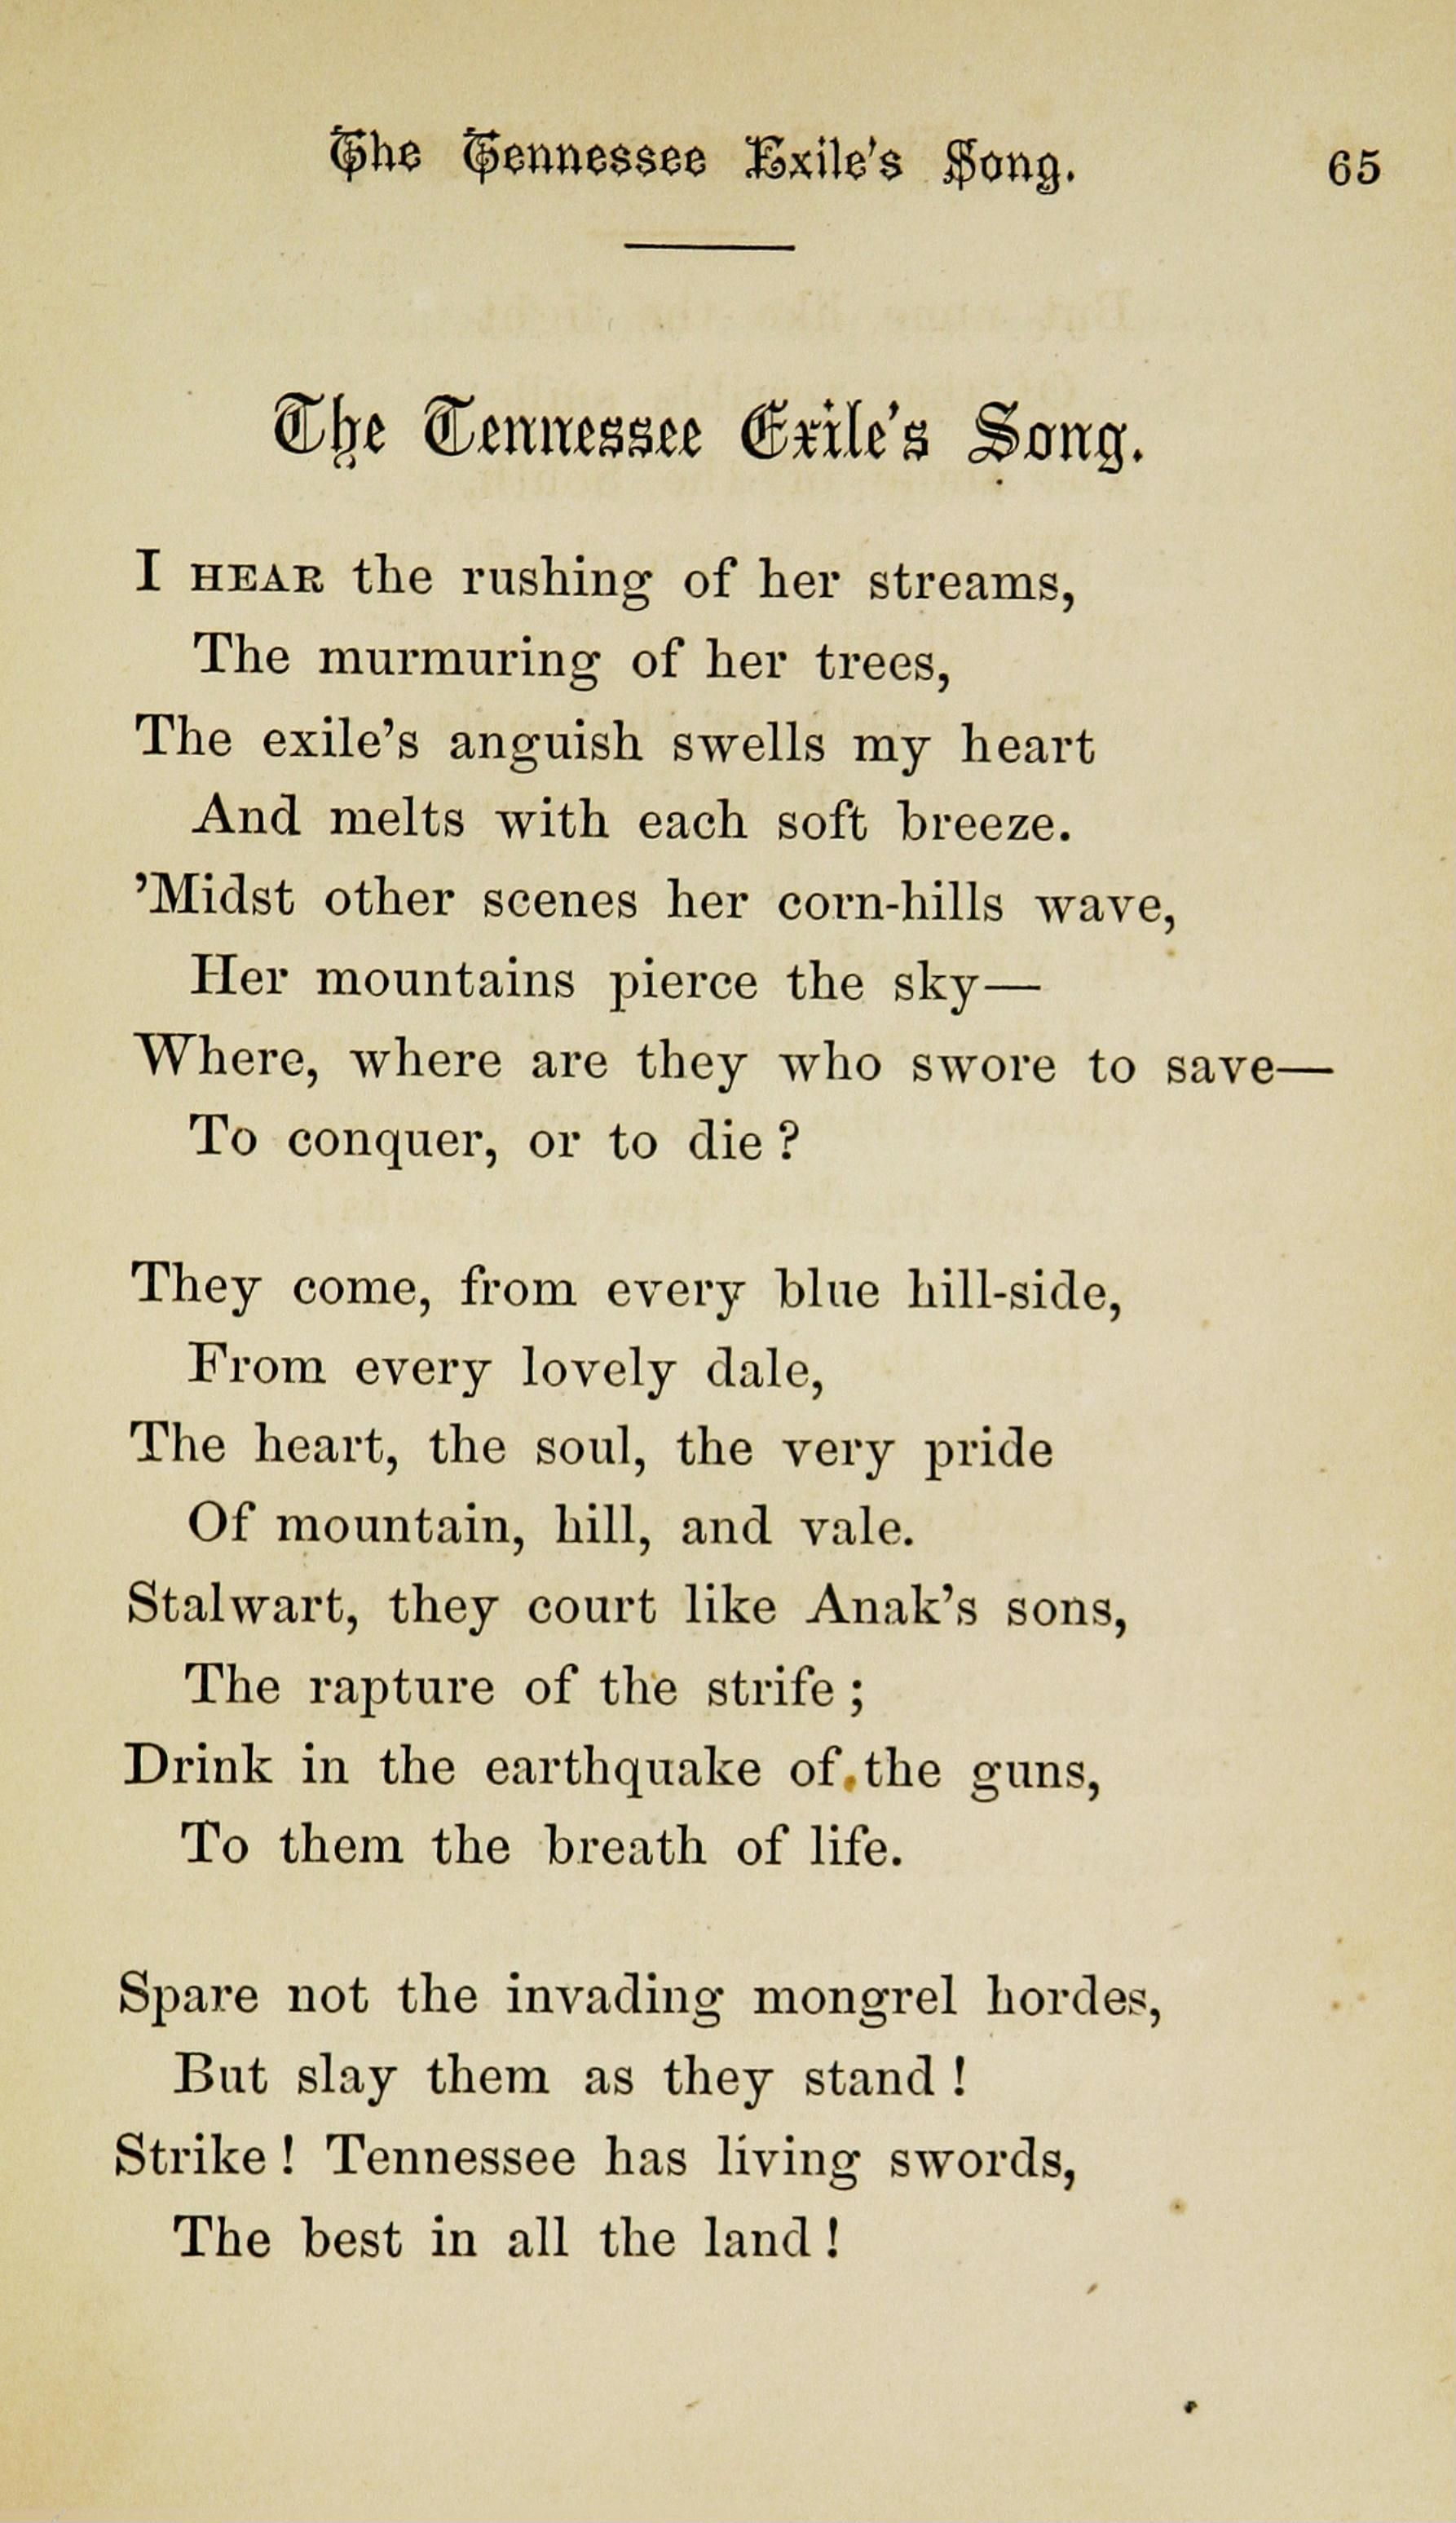 The Tennessee Exile's Song. 65
The Tennessee Exile's Song.
I HEAR the rushing of her streams,
The murmuring of her trees,
The exile's anguish swells my heart
And melts with each soft breeze.
'Midst other scenes her corn-hills wave,
Her mountains pierce the sky—
Where, where are they who swore to save—
To conquer, or to die?
They come, from every blue hill-side,
From every lovely dale,
The heart, the soul, the very pride
Of mountain, hill, and vale.
Stalwart, they court like Anak's sons,
The rapture of the strife;
Drink in the earthquake of the guns,
To them the breath of life.
Spare not the invading mongrel hordes,
But slay them as they stand!
Strike! Tennessee has living swords,
The best in all the land!